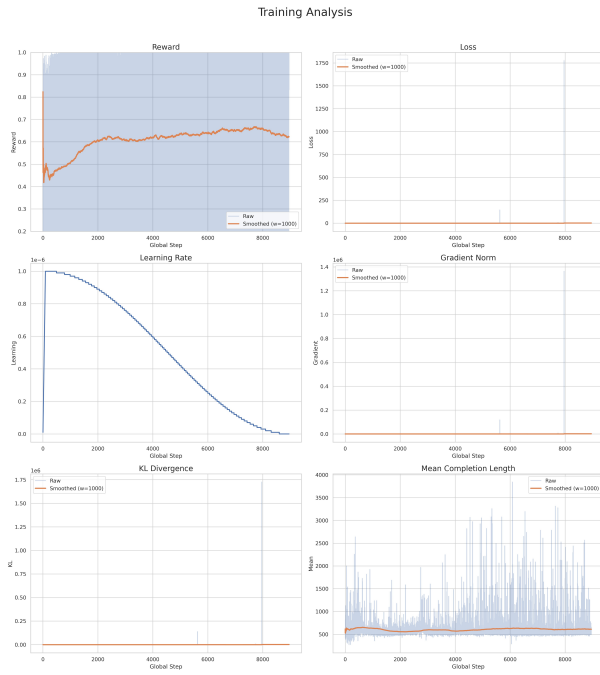 Training Analysis
Reward
1.0
0.9
0.8
0.7
0.6
0.5
0.4
0.3
0.2
Reward
0 2000 4000 6000 8000
Global Step
Raw
Smoothed (w=1000)
Loss
1750
1500
1250
1000
750
500
250
0
Loss
0 2000 4000 6000 8000
Global Step
Raw
Smoothed (w=1000)
Learning Rate
1e−6
1.0
0.8
0.6
0.4
0.2
0.0
Learning
0 2000 4000 6000 8000
Global Step
Gradient Norm
1e6
1.4
1.2
1.0
0.8
0.6
0.4
0.2
0.0
Gradient
0 2000 4000 6000 8000
Global Step
Raw
Smoothed (w=1000)
KL Divergence
1e6
1.75
1.50
1.25
1.00
0.75
0.50
0.25
0.00
KL
0 2000 4000 6000 8000
Global Step
Raw
Smoothed (w=1000)
Mean Completion Length
4000
3500
3000
2500
2000
1500
1000
500
Mean
0 2000 4000 6000 8000
Global Step
Raw
Smoothed (w=1000)